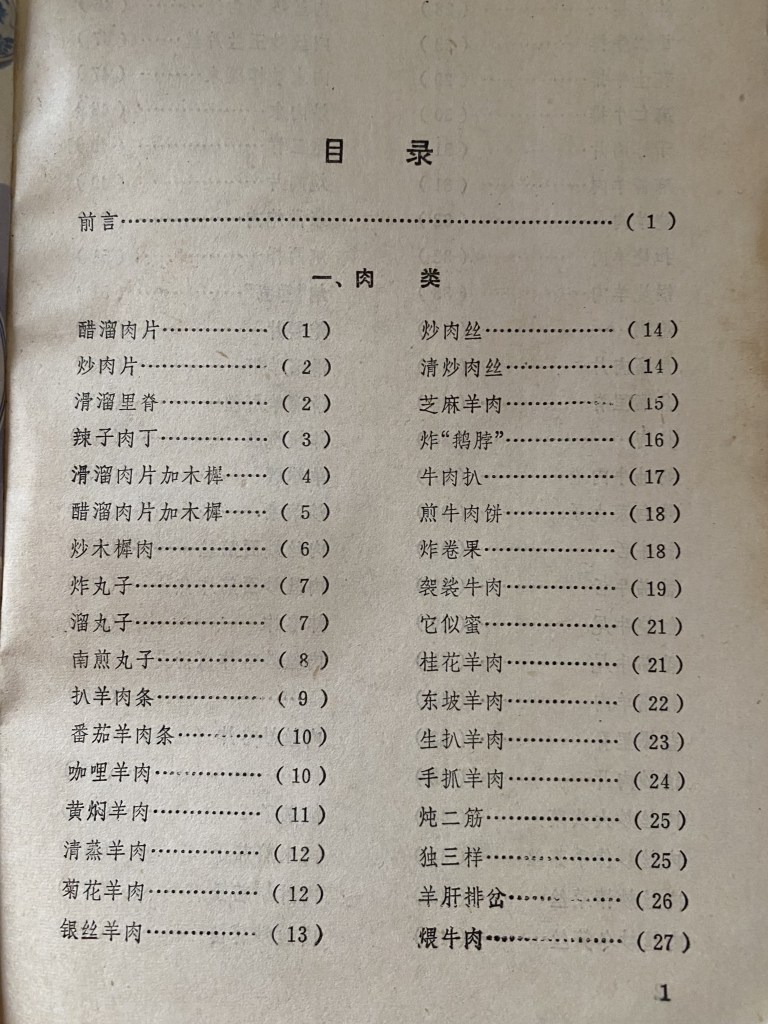 目 录
前言……………………………………………………( 1 )
一、肉 类
醋溜肉片……………( 1 )
炒肉片………………( 2 )
滑溜里脊……………( 2 )
辣子肉丁……………( 3 )
滑溜肉片加木樨……( 4 )
醋溜肉片加木樨……( 5 )
炒木樨肉……………( 6 )
炸丸子………………( 7 )
溜丸子………………( 7 )
南煎丸子……………( 8 )
扒羊肉条……………( 9 )
番茄羊肉条…………(10)
咖哩羊肉……………(10)
黄焖羊肉……………(11)
清蒸羊肉……………(12)
菊花羊肉……………(12)
银丝羊肉……………(13)
炒肉丝………………(14)
清炒肉丝……………(14)
芝麻羊肉……………(15)
炸“鹅脖”……………(16)
牛肉扒………………(17)
煎牛肉饼……………(18)
炸卷果………………(18)
袈裟牛肉……………(19)
它似蜜………………(21)
桂花羊肉……………(21)
东坡羊肉……………(22)
生扒羊肉……………(23)
手抓羊肉……………(24)
炖二筋………………(25)
独三样………………(25)
羊肝排岔……………(26)
煨牛肉………………(27)
1